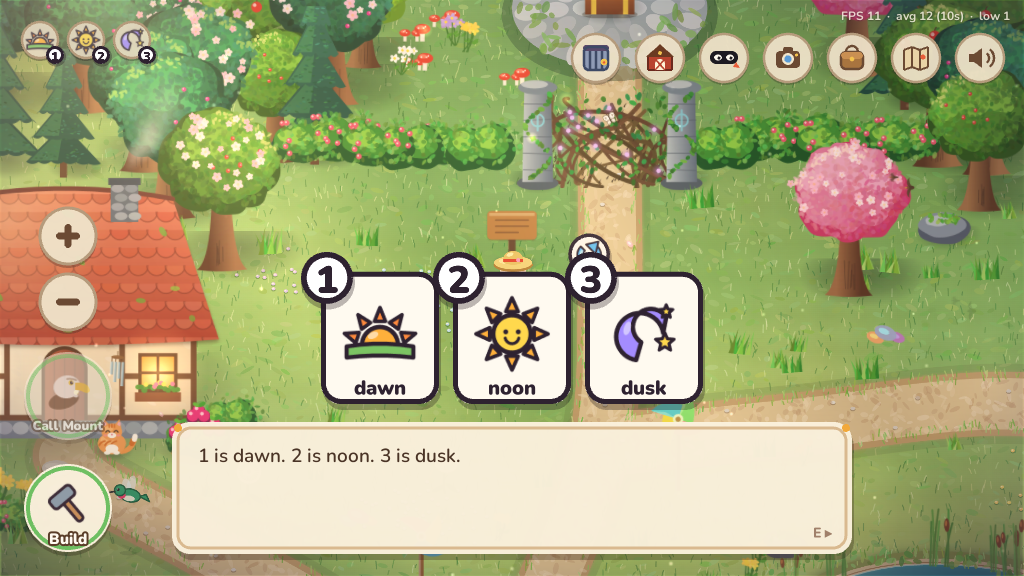 FPS 11 · avg 12 (10s) · low 1
1 2 3
1 2 3
dawn noon dusk
Call Mount
1 is dawn. 2 is noon. 3 is dusk.
E ▸
Build